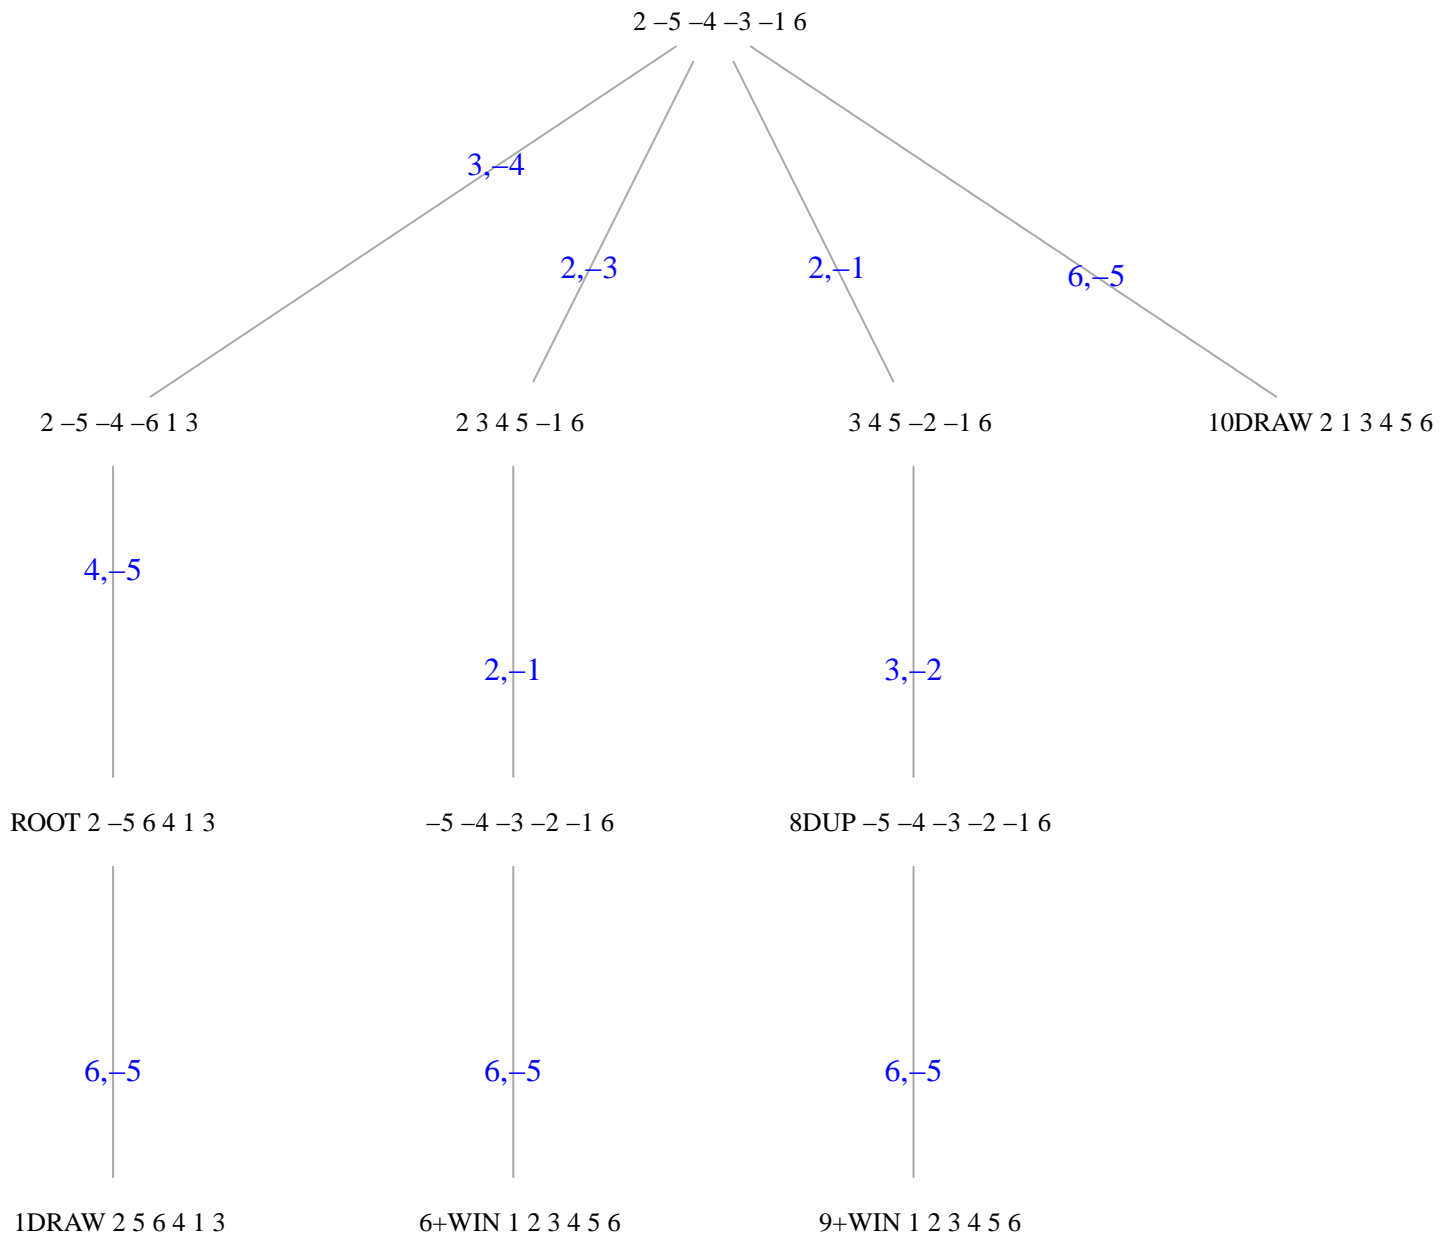 2 –5 –4 –3 –1 6
3,–4
2,–3
2,–1
6,–5
2 –5 –4 –6 1 3
2 3 4 5 –1 6
3 4 5 –2 –1 6
10DRAW 2 1 3 4 5 6
4,–5
2,–1
3,–2
ROOT 2 –5 6 4 1 3
–5 –4 –3 –2 –1 6
8DUP –5 –4 –3 –2 –1 6
6,–5
6,–5
6,–5
1DRAW 2 5 6 4 1 3
6+WIN 1 2 3 4 5 6
9+WIN 1 2 3 4 5 6